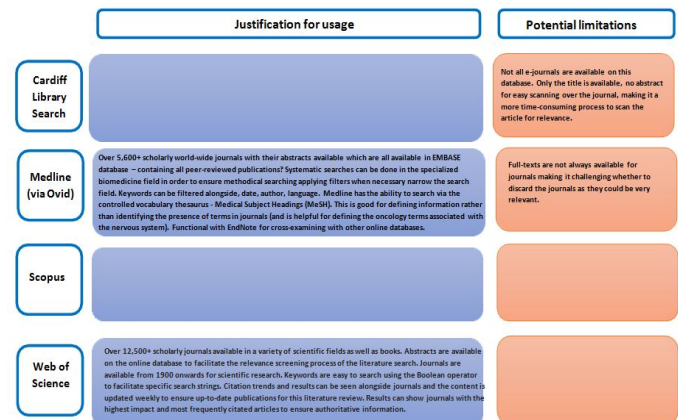 Justification for usage
Potential limitations
Cardiff
Library
Search
Not all e-journals are available on this
database. Only the title is available, no abstract
for easy scanning over the journal, making it a
more time-consuming process to scan the
article for relevance.
Medline
(via Ovid)
Over 5,600+ scholarly world-wide journals with their abstracts available which are all available in EMBASE
database – containing all peer-reviewed publications? Systematic searches can be done in the specialized
biomedicine field in order to ensure methodical searching applying filters when necessary narrow the search
field. Keywords can be filtered alongside, date, author, language. Medline has the ability to search via the
controlled vocabulary thesaurus - Medical Subject Headings (MeSH). This is good for defining information rather
than identifying the presence of terms in journals (and is helpful for defining the oncology terms associated with
the nervous system). Functional with EndNote for cross-examining with other online databases.
Full-texts are not always available for
journals making it challenging whether to
discard the journals as they could be very
relevant.
Scopus
Web of
Science
Over 12,500+ scholarly journals available in a variety of scientific fields as well as books. Abstracts are available
on the online database to facilitate the relevance screening process of the literature search. Journals are
available from 1900 onwards for scientific research. Keywords are easy to search using the Boolean operator
to facilitate specific search strings. Citation trends and results can be seen alongside journals and the content is
updated weekly to ensure up-to-date publications for this literature review. Results can show journals with the
highest impact and most frequently cited articles to ensure authoritative information.